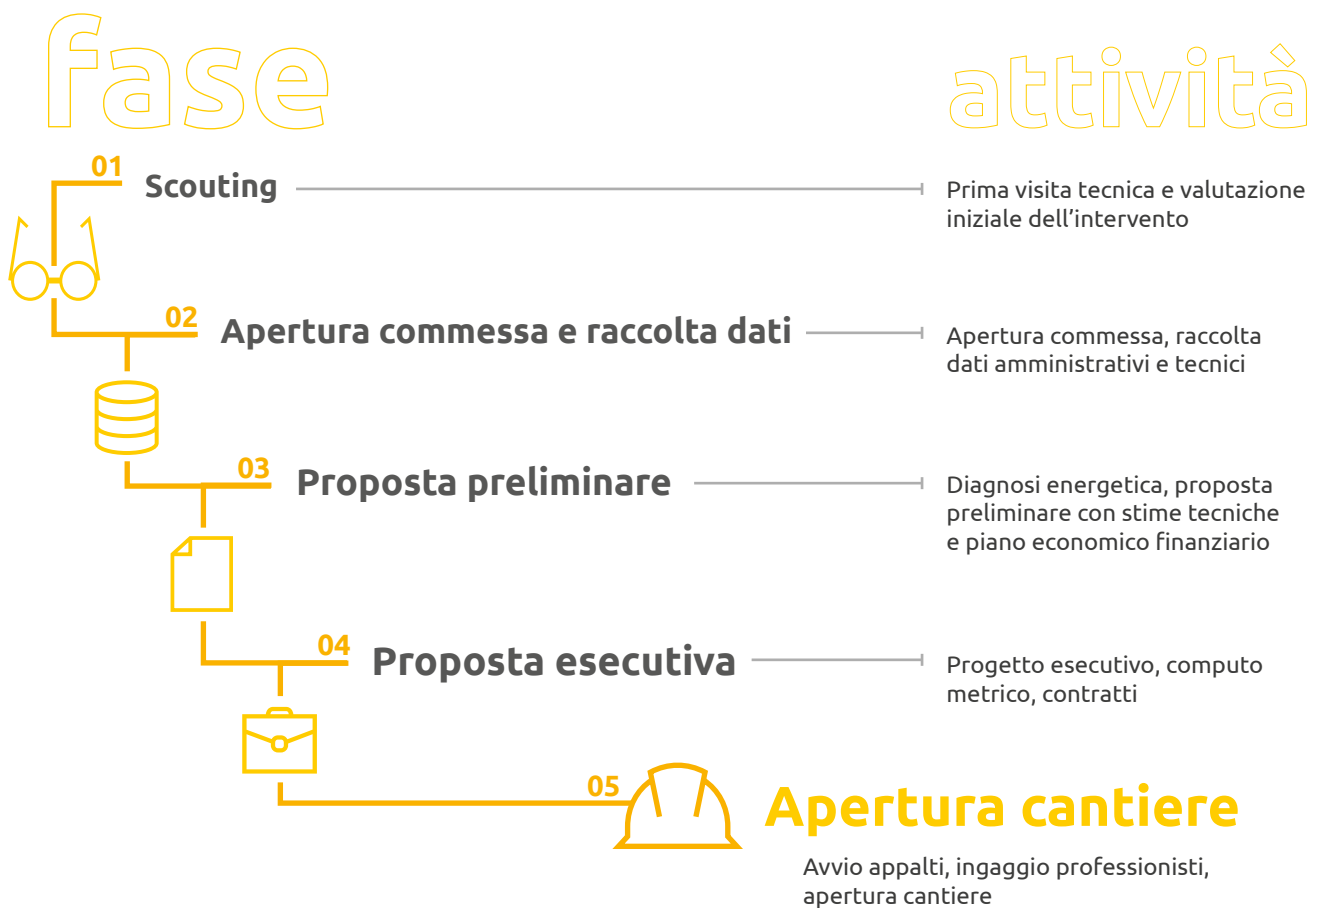 fase
attività
01
Scouting
Prima visita tecnica e valutazione
iniziale dell’intervento
02
Apertura commessa e raccolta dati
Apertura commessa, raccolta
dati amministrativi e tecnici
03
Proposta preliminare
Diagnosi energetica, proposta
preliminare con stime tecniche
e piano economico finanziario
04
Proposta esecutiva
Progetto esecutivo, computo
metrico, contratti
05
Apertura cantiere
Avvio appalti, ingaggio professionisti,
apertura cantiere